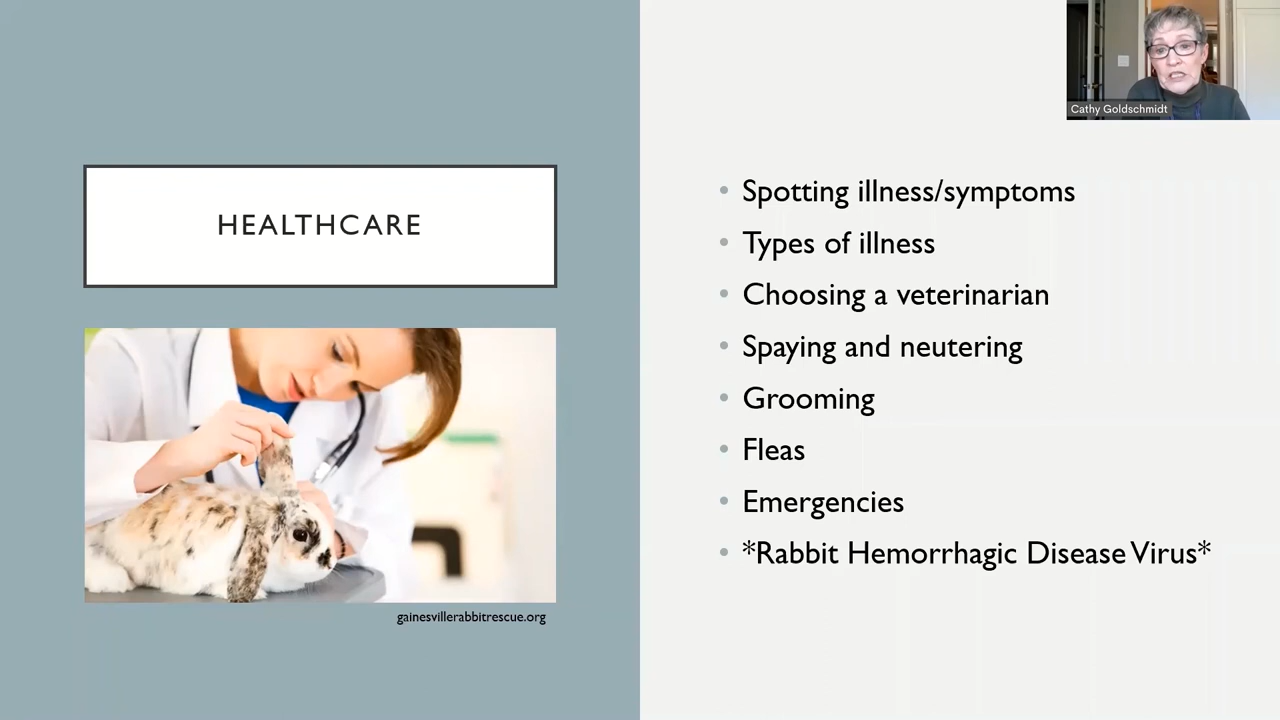 Cathy Goldschmidt
HEALTHCARE
gainesvillerabbitrescue.org
Spotting illness/symptoms
Types of illness
Choosing a veterinarian
Spaying and neutering
Grooming
Fleas
Emergencies
*Rabbit Hemorrhagic Disease Virus*